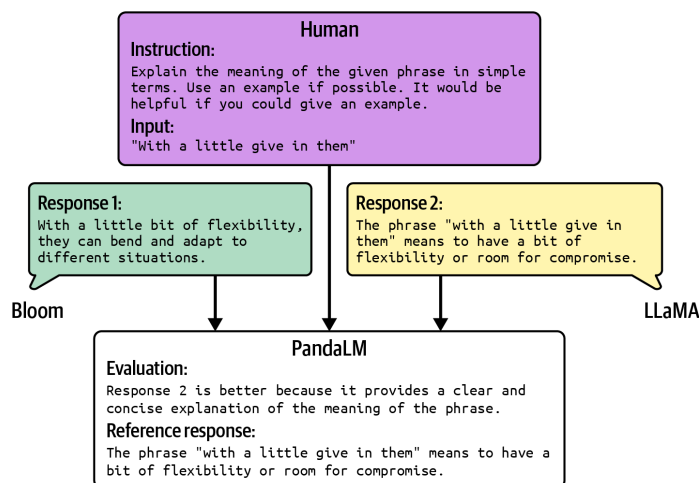 Human
Instruction:
Explain the meaning of the given phrase in simple
terms. Use an example if possible. It would be
helpful if you could give an example.
Input:
"With a little give in them"
Response 1:
With a little bit of flexibility,
they can bend and adapt to
different situations.
Bloom
Response 2:
The phrase "with a little give in
them" means to have a bit of
flexibility or room for compromise.
LLaMA
PandaLM
Evaluation:
Response 2 is better because it provides a clear and
concise explanation of the meaning of the phrase.
Reference response:
The phrase "with a little give in them" means to have a
bit of flexibility or room for compromise.